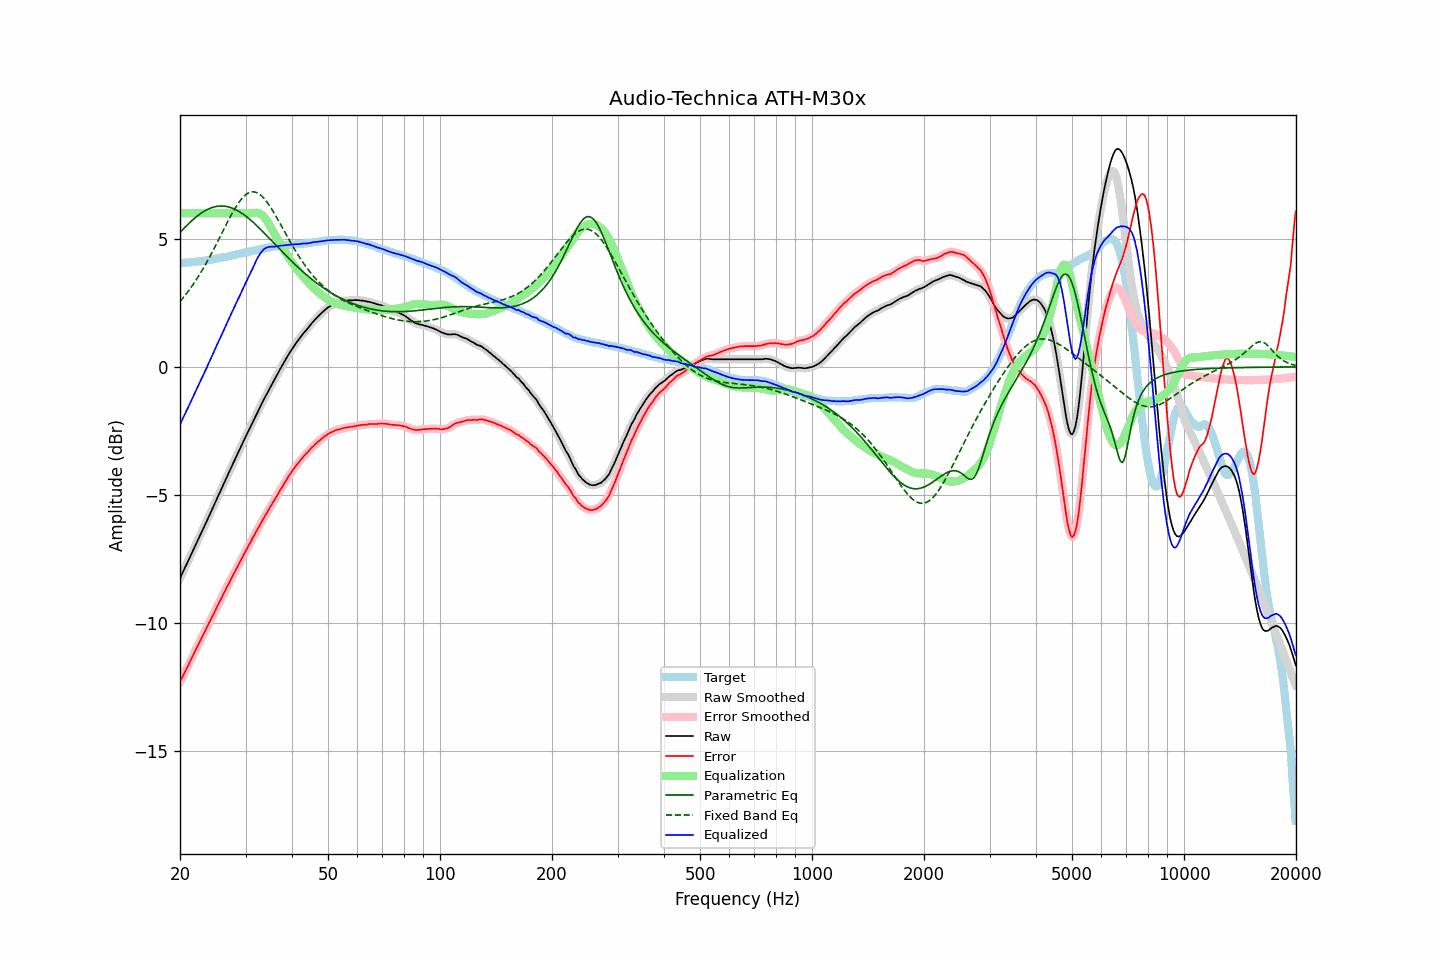 Audio-Technica ATH-M30x
Amplitude (dBr)
5
0
−5
−10
−15
Target
Raw Smoothed
Error Smoothed
Raw
Error
Equalization
Parametric Eq
Fixed Band Eq
Equalized
20 50 100 200 500 1000 2000 5000 10000 20000
Frequency (Hz)